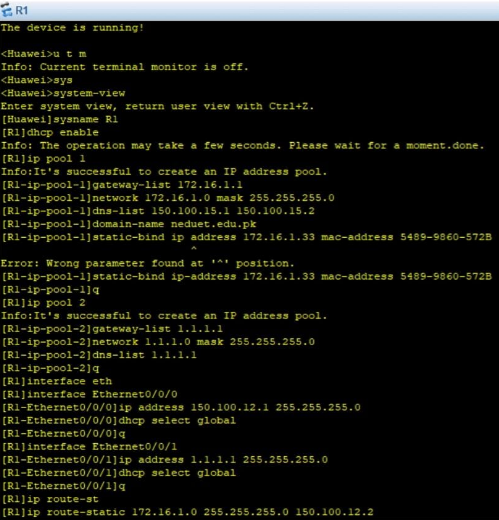 R1
The device is running!
<Huawei>u t m
Info: Current terminal monitor is off.
<Huawei>sys
<Huawei>system-view
Enter system view, return user view with Ctrl+Z.
[Huawei]sysname R1
[R1]dhcp enable
Info: The operation may take a few seconds. Please wait for a moment.done.
[R1]ip pool 1
Info:It's successful to create an IP address pool.
[R1-ip-pool-1]gateway-list 172.16.1.1
[R1-ip-pool-1]network 172.16.1.0 mask 255.255.255.0
[R1-ip-pool-1]dns-list 150.100.15.1 150.100.15.2
[R1-ip-pool-1]domain-name neduet.edu.pk
[R1-ip-pool-1]static-bind ip address 172.16.1.33 mac-address 5489-9860-572B
^
Error: Wrong parameter found at '^' position.
[R1-ip-pool-1]static-bind ip-address 172.16.1.33 mac-address 5489-9860-572B
[R1-ip-pool-1]q
[R1]ip pool 2
Info:It's successful to create an IP address pool.
[R1-ip-pool-2]gateway-list 1.1.1.1
[R1-ip-pool-2]network 1.1.1.0 mask 255.255.255.0
[R1-ip-pool-2]dns-list 1.1.1.1
[R1-ip-pool-2]q
[R1]interface eth
[R1]interface Ethernet0/0/0
[R1-Ethernet0/0/0]ip address 150.100.12.1 255.255.255.0
[R1-Ethernet0/0/0]dhcp select global
[R1-Ethernet0/0/0]q
[R1]interface Ethernet0/0/1
[R1-Ethernet0/0/1]ip address 1.1.1.1 255.255.255.0
[R1-Ethernet0/0/1]dhcp select global
[R1-Ethernet0/0/1]q
[R1]ip route-st
[R1]ip route-static 172.16.1.0 255.255.255.0 150.100.12.2